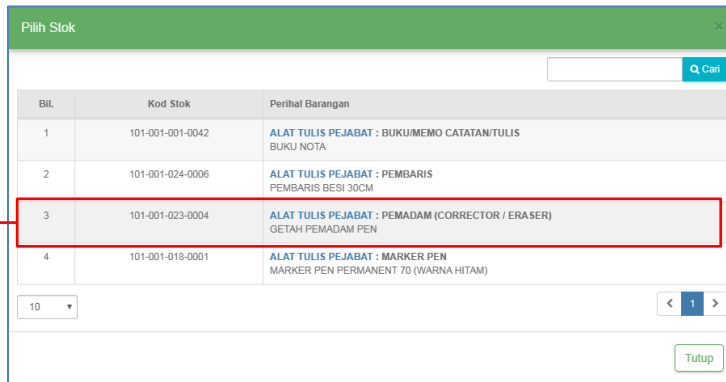 Pilih Stok ×
Cari
Bil. Kod Stok Perihal Barangan
1 101-001-001-0042 ALAT TULIS PEJABAT : BUKU/MEMO CATATAN/TULIS
BUKU NOTA
2 101-001-024-0006 ALAT TULIS PEJABAT : PEMBARIS
PEMBARIS BESI 30CM
3 101-001-023-0004 ALAT TULIS PEJABAT : PEMADAM (CORRECTOR / ERASER)
GETAH PEMADAM PEN
4 101-001-018-0001 ALAT TULIS PEJABAT : MARKER PEN
MARKER PEN PERMANENT 70 (WARNA HITAM)
10 1
Tutup